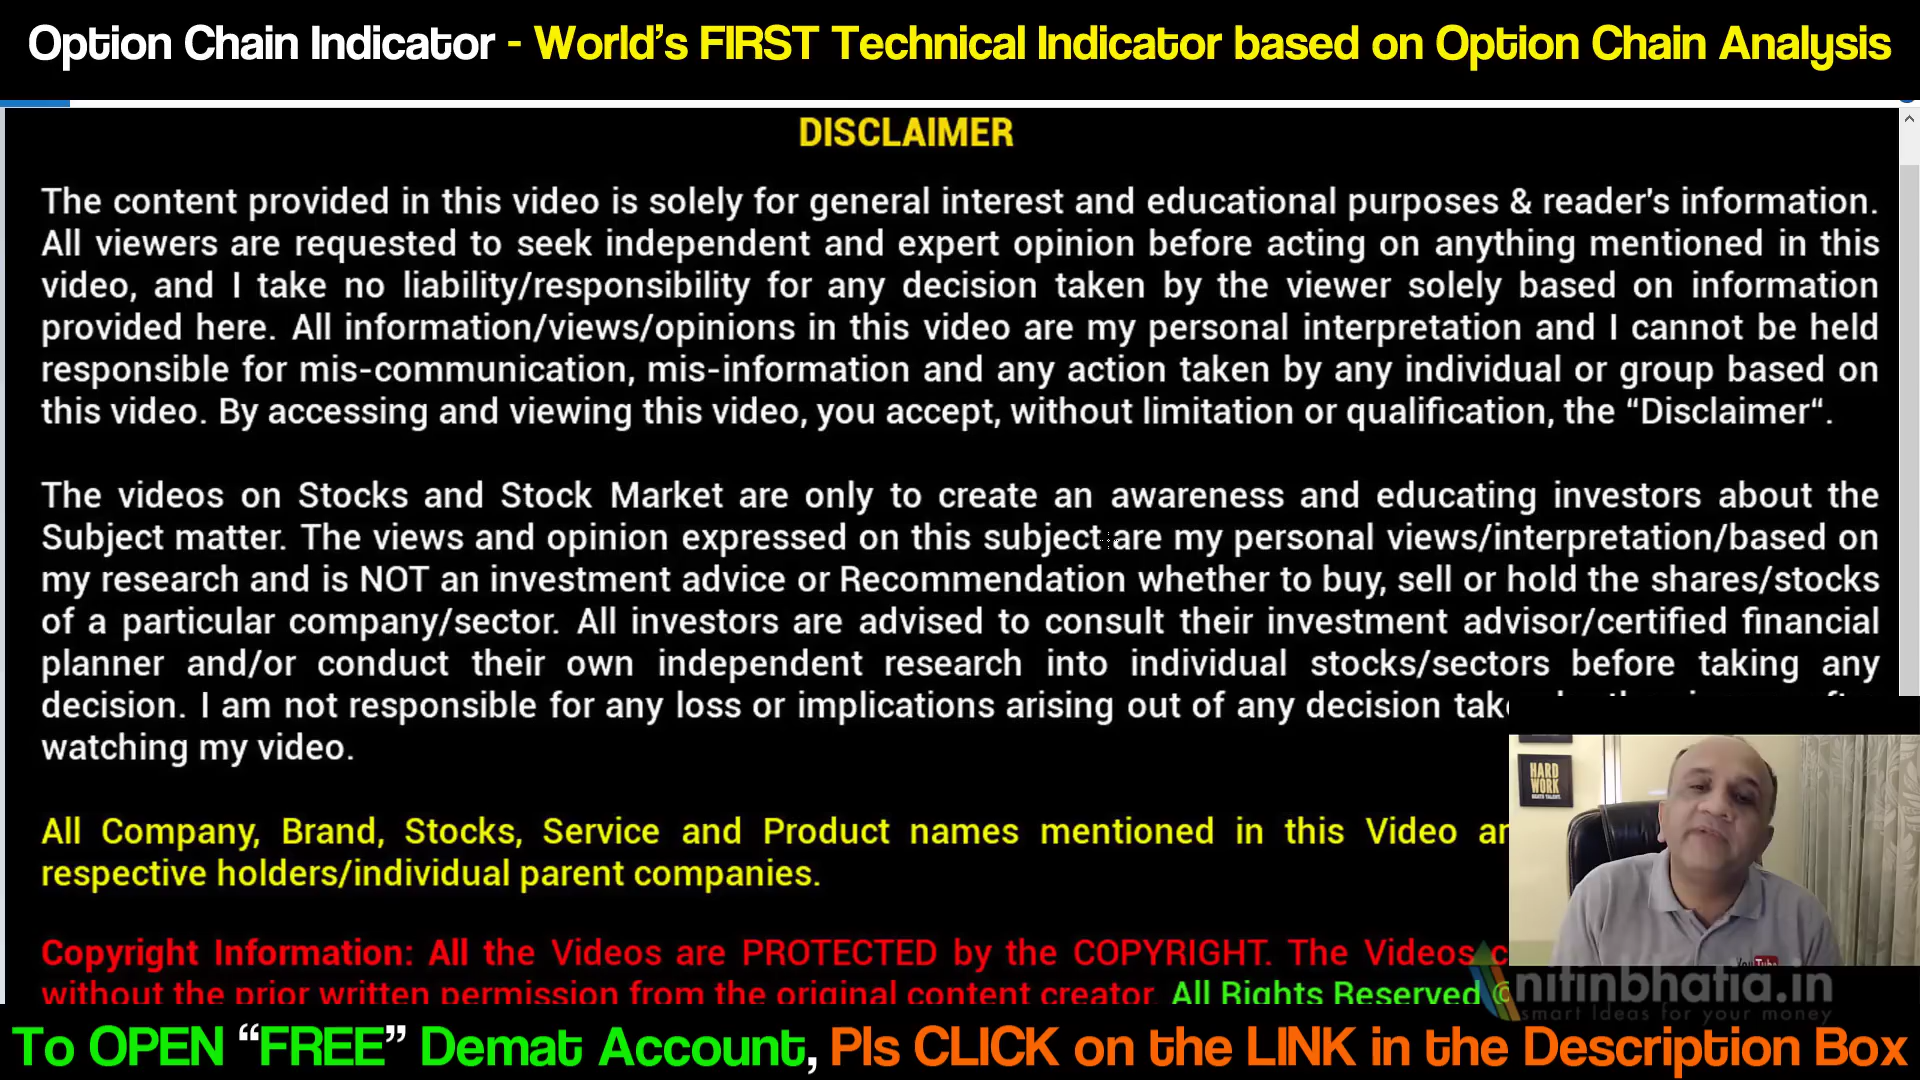 Option Chain Indicator - World's FIRST Technical Indicator based on Option Chain Analysis
DISCLAIMER
The content provided in this video is solely for general interest and educational purposes & reader's information.
All viewers are requested to seek independent and expert opinion before acting on anything mentioned in this
video, and I take no liability/responsibility for any decision taken by the viewer solely based on information
provided here. All information/views/opinions in this video are my personal interpretation and I cannot be held
responsible for mis-communication, mis-information and any action taken by any individual or group based on
this video. By accessing and viewing this video, you accept, without limitation or qualification, the “Disclaimer“.
The videos on Stocks and Stock Market are only to create an awareness and educating investors about the
Subject matter. The views and opinion expressed on this subject are my personal views/interpretation/based on
my research and is NOT an investment advice or Recommendation whether to buy, sell or hold the shares/stocks
of a particular company/sector. All investors are advised to consult their investment advisor/certified financial
planner and/or conduct their own independent research into individual stocks/sectors before taking any
decision. I am not responsible for any loss or implications arising out of any decision
watching my video.
All Company, Brand, Stocks, Service and Product names mentioned in this Video
respective holders/individual parent companies.
HARD
WORK
BEATS TALENT.
Copyright Information: All the Videos are PROTECTED by the COPYRIGHT. The Videos
without the prior written permission from the original content creator. All Rights Reserved ©
YouTube
nitinbhatia.in
smart Ideas for your money
To OPEN “FREE” Demat Account, Pls CLICK on the LINK in the Description Box